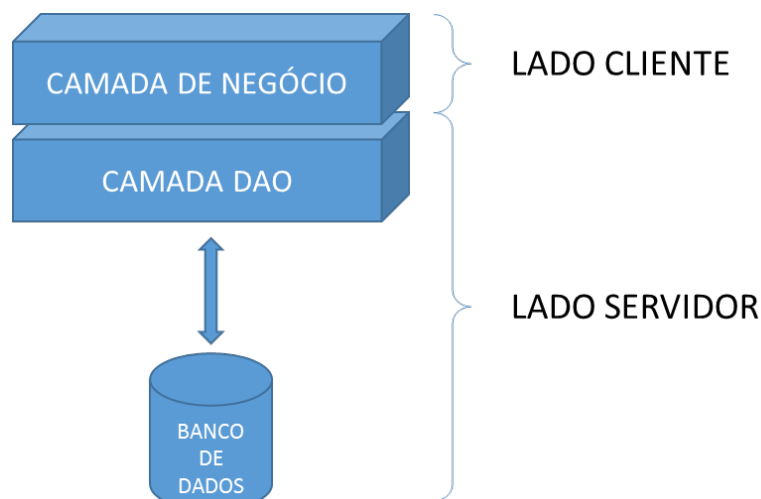 CAMADA DE NEGÓCIO
LADO CLIENTE
CAMADA DAO
LADO SERVIDOR
BANCO
DE
DADOS